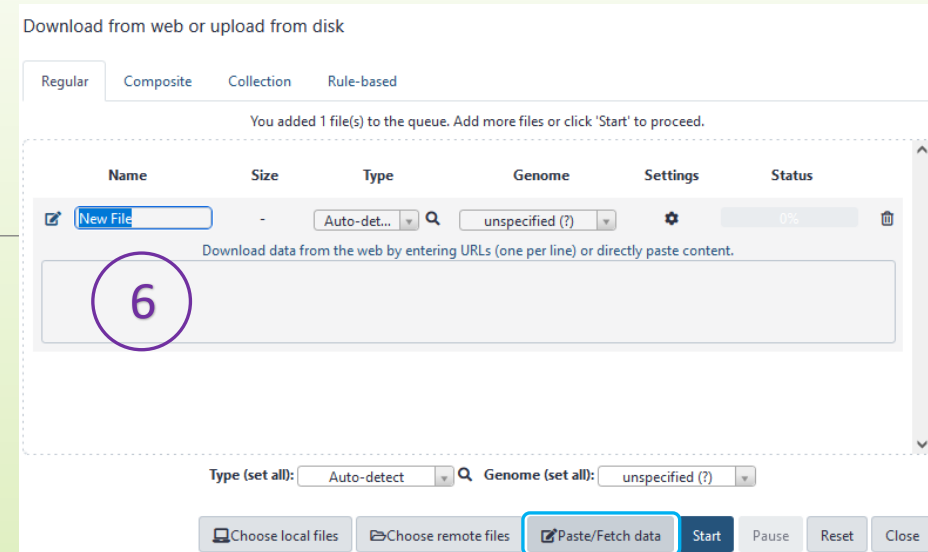 Download from web or upload from disk
Regular Composite Collection Rule-based
You added 1 file(s) to the queue. Add more files or click 'Start' to proceed.
Name Size Type Genome Settings Status
New File - Auto-det... unspecified (?) 0%
Download data from the web by entering URLs (one per line) or directly paste content.
6
Type (set all): Auto-detect Genome (set all): unspecified (?)
Choose local files Choose remote files Paste/Fetch data Start Pause Reset Close